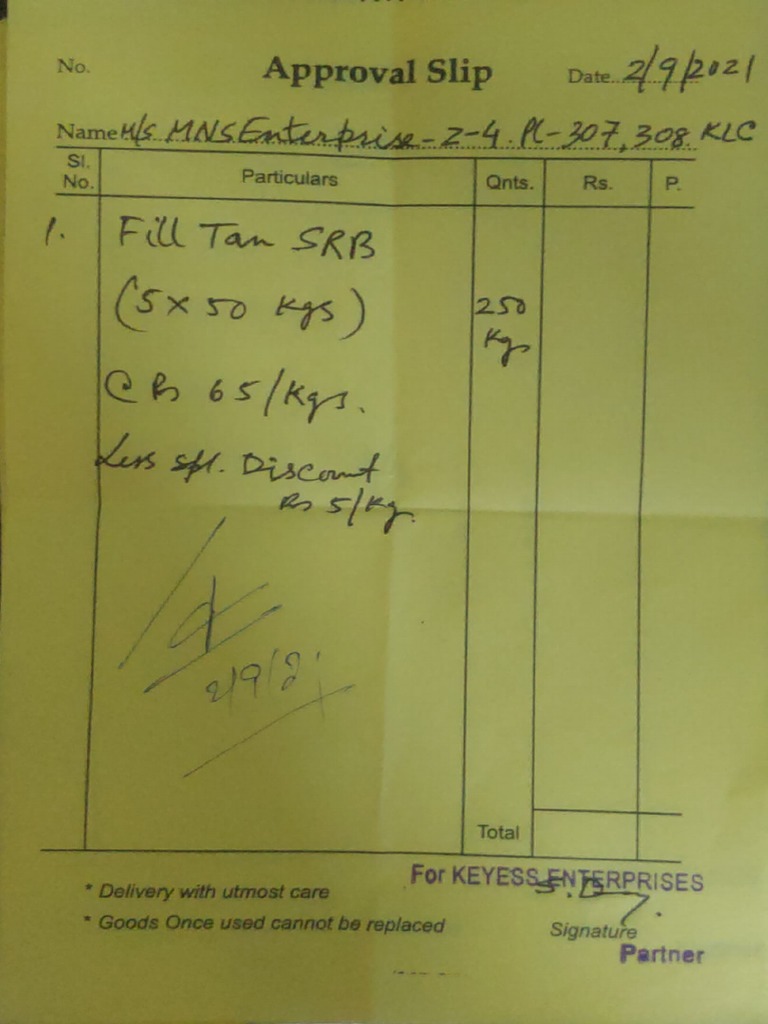 No. Approval Slip Date 2/9/2021
Name M/s MNS Enterprise - Z-4. Pl-307,308. KLC
Sl. No. Particulars Qnts. Rs. P.
1. Fill Tan SRB
(5 x 50 Kgs) 250 Kgs
@ Rs 65/Kgs.
Less spl. Discount
Rs 5/Kg.
2/9/21
Total
For KEYESS ENTERPRISES
* Delivery with utmost care
* Goods Once used cannot be replaced
Signature
Partner